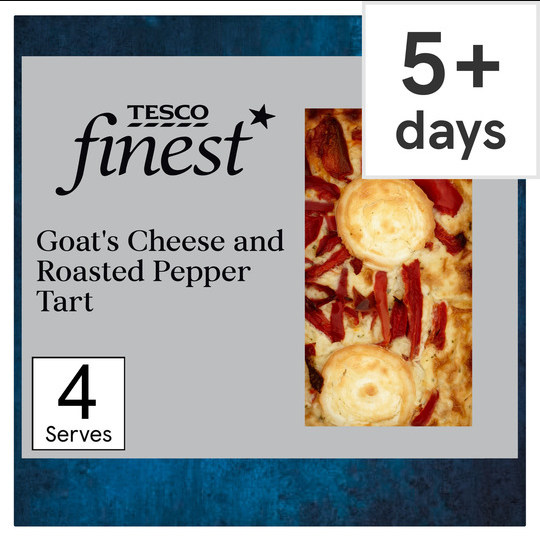 5+
days
TESCO
finest
Goat's Cheese and
Roasted Pepper
Tart
4
Serves